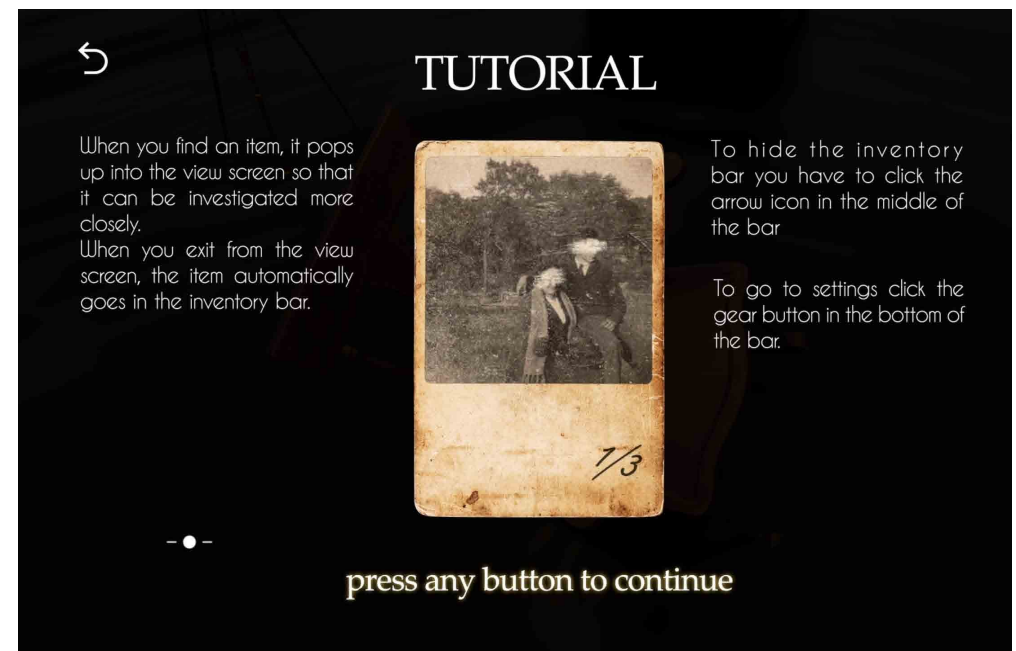 TUTORIAL
When you find an item, it pops
up into the view screen so that
it can be investigated more
closely.
When you exit from the view
screen, the item automatically
goes in the inventory bar.
1/3
To hide the inventory
bar you have to click the
arrow icon in the middle of
the bar
To go to settings click the
gear button in the bottom of
the bar.
press any button to continue